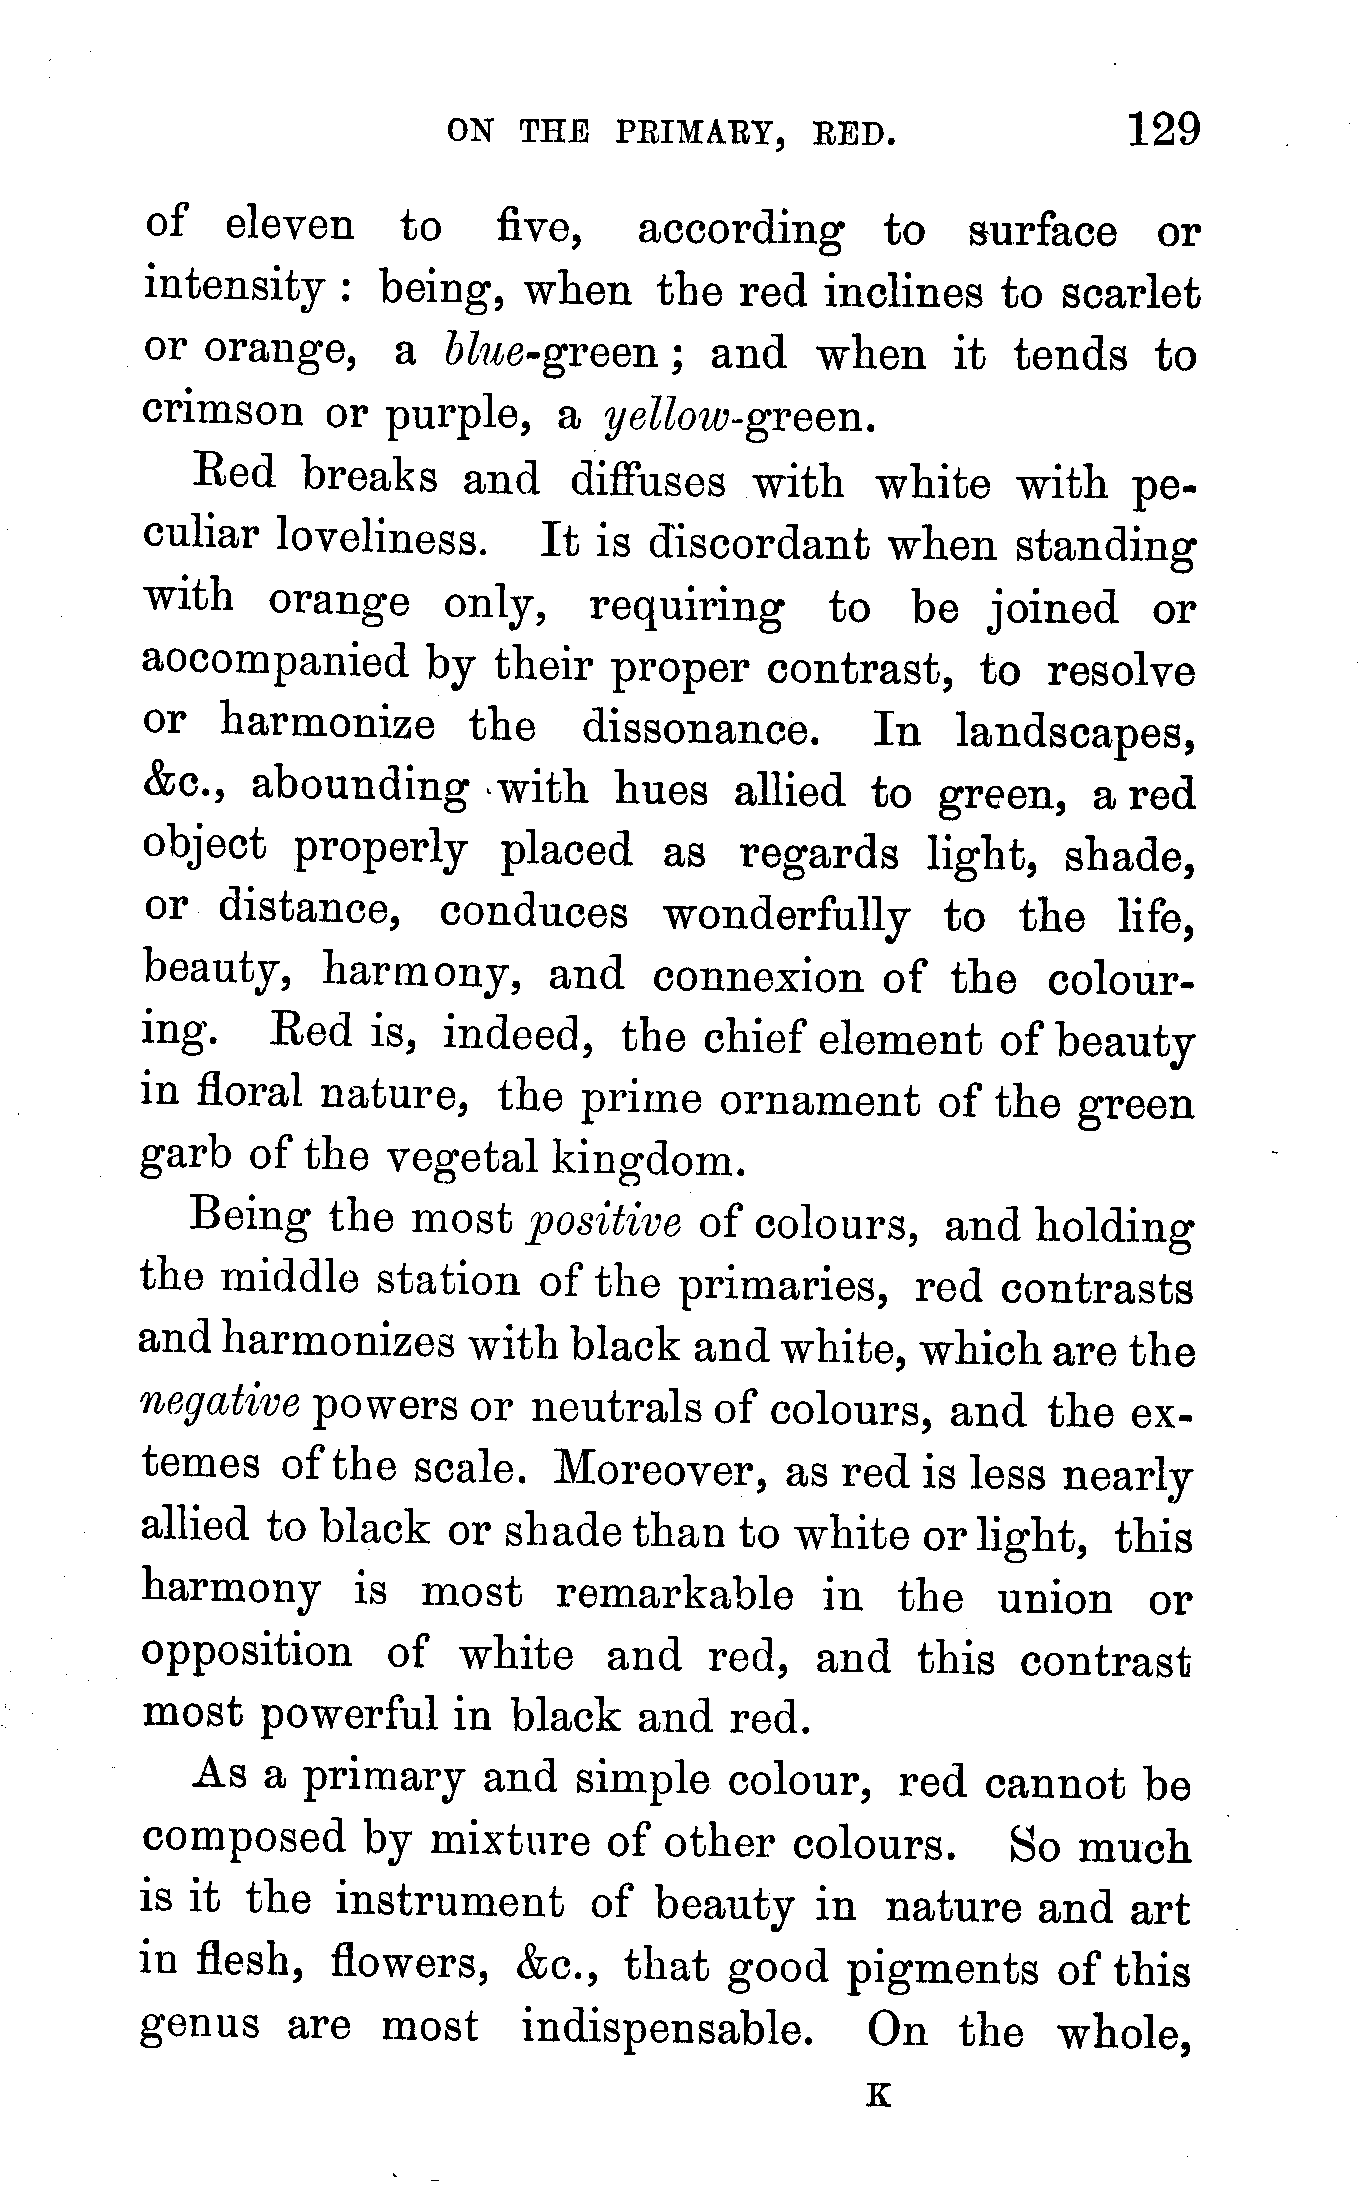 ON THE PRIMARY, RED. 129
of eleven to five, according to surface or
intensity : being, when the red inclines to scarlet
or orange, a blue-green ; and when it tends to
crimson or purple, a yellow-green.
Red breaks and diffuses with white with pe-
culiar loveliness. It is discordant when standing
with orange only, requiring to be joined or
aocompanied by their proper contrast, to resolve
or harmonize the dissonance. In landscapes,
&c., abounding with hues allied to green, a red
object properly placed as regards light, shade,
or distance, conduces wonderfully to the life,
beauty, harmony, and connexion of the colour-
ing. Red is, indeed, the chief element of beauty
in floral nature, the prime ornament of the green
garb of the vegetal kingdom.
Being the most positive of colours, and holding
the middle station of the primaries, red contrasts
and harmonizes with black and white, which are the
negative powers or neutrals of colours, and the ex-
temes of the scale. Moreover, as red is less nearly
allied to black or shade than to white or light, this
harmony is most remarkable in the union or
opposition of white and red, and this contrast
most powerful in black and red.
As a primary and simple colour, red cannot be
composed by mixture of other colours. So much
is it the instrument of beauty in nature and art
in flesh, flowers, &c., that good pigments of this
genus are most indispensable. On the whole,
K